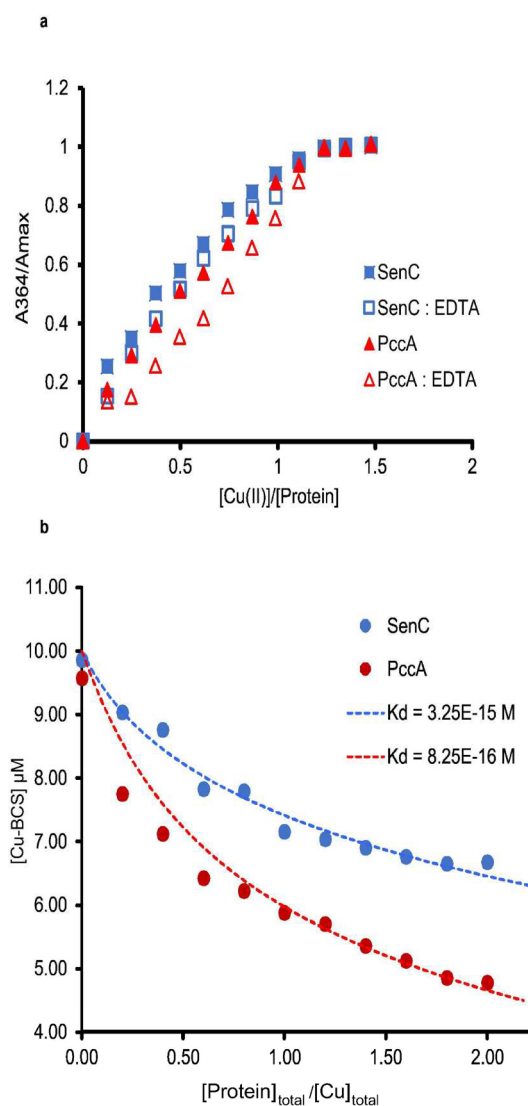 a
1.2
1
0.8
0.6
0.4
0.2
0
A364/Amax
SenC
SenC : EDTA
PccA
PccA : EDTA
0
0.5
1
1.5
2
[Cu(II)]/[Protein]
b
11.00
10.00
9.00
8.00
7.00
6.00
5.00
4.00
[Cu-BCS] µM
SenC
PccA
Kd = 3.25E-15 M
Kd = 8.25E-16 M
0.00
0.50
1.00
1.50
2.00
[Protein]total/[Cu]total